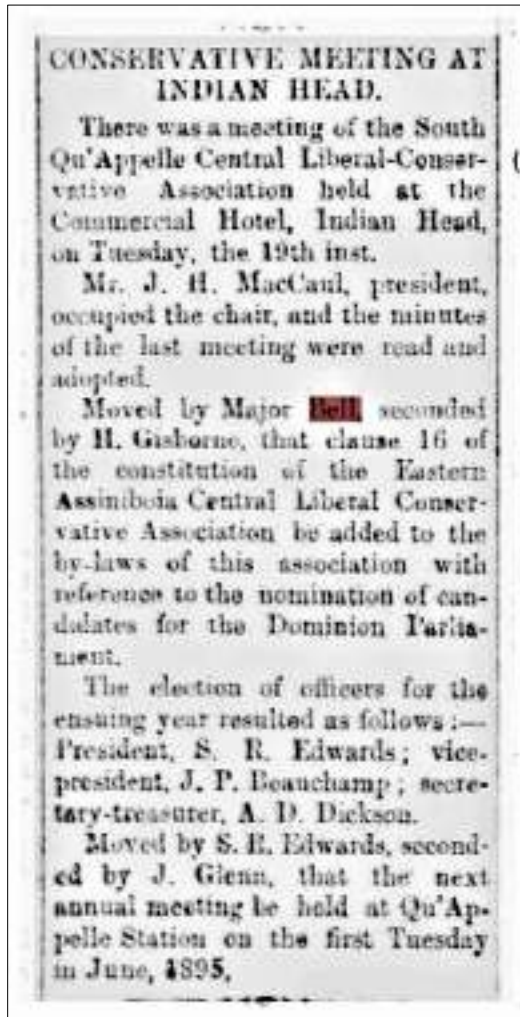 CONSERVATIVE MEETING AT
INDIAN HEAD.
There was a meeting of the South
Qu'Appelle Central Liberal-Conser-
vative Association held at the
Commercial Hotel, Indian Head,
on Tuesday, the 19th inst.
Mr. J. H. MacCaul, president,
occupied the chair, and the minutes
of the last meeting were read and
adopted.
Moved by Major Bell, seconded
by H. Gisborne, that clause 16 of
the constitution of the Eastern
Assiniboia Central Liberal Conser-
vative Association be added to the
by-laws of this association with
reference to the nomination of can-
didates for the Dominion Parlia-
ment.
The election of officers for the
ensuing year resulted as follows:—
President, S. R. Edwards; vice-
president, J. P. Beauchamp; secre-
tary-treasurer, A. D. Dickson.
Moved by S. R. Edwards, second-
ed by J. Glenn, that the next
annual meeting be held at Qu'Ap-
pelle Station on the first Tuesday
in June, 1895.